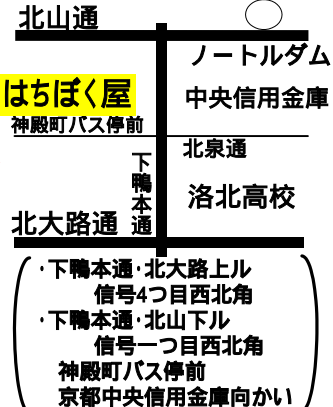 北山通
ノートルダム
はちぼく屋
中央信用金庫
神殿町バス停前
北泉通
下鴨本通
洛北高校
北大路通
・下鴨本通・北大路上ル
信号4つ目西北角
・下鴨本通・北山下ル
信号一つ目西北角
神殿町バス停前
京都中央信用金庫向かい